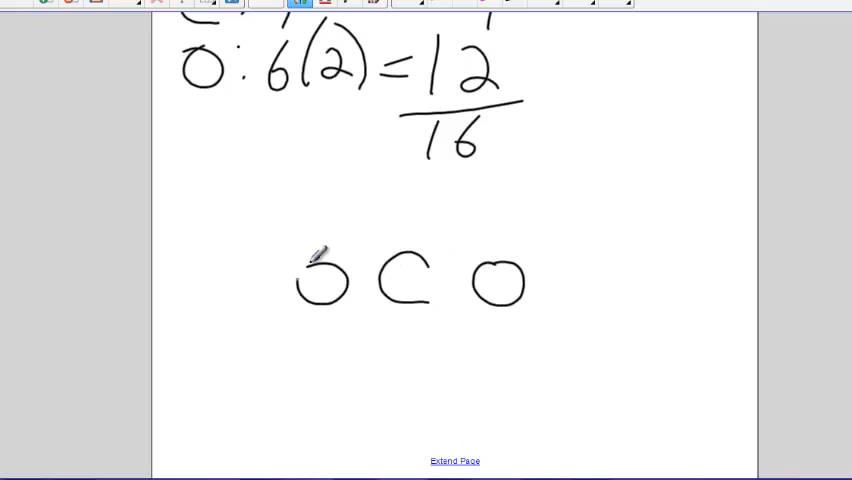 O: 6(2) = 12
16
O C O
Extend Page